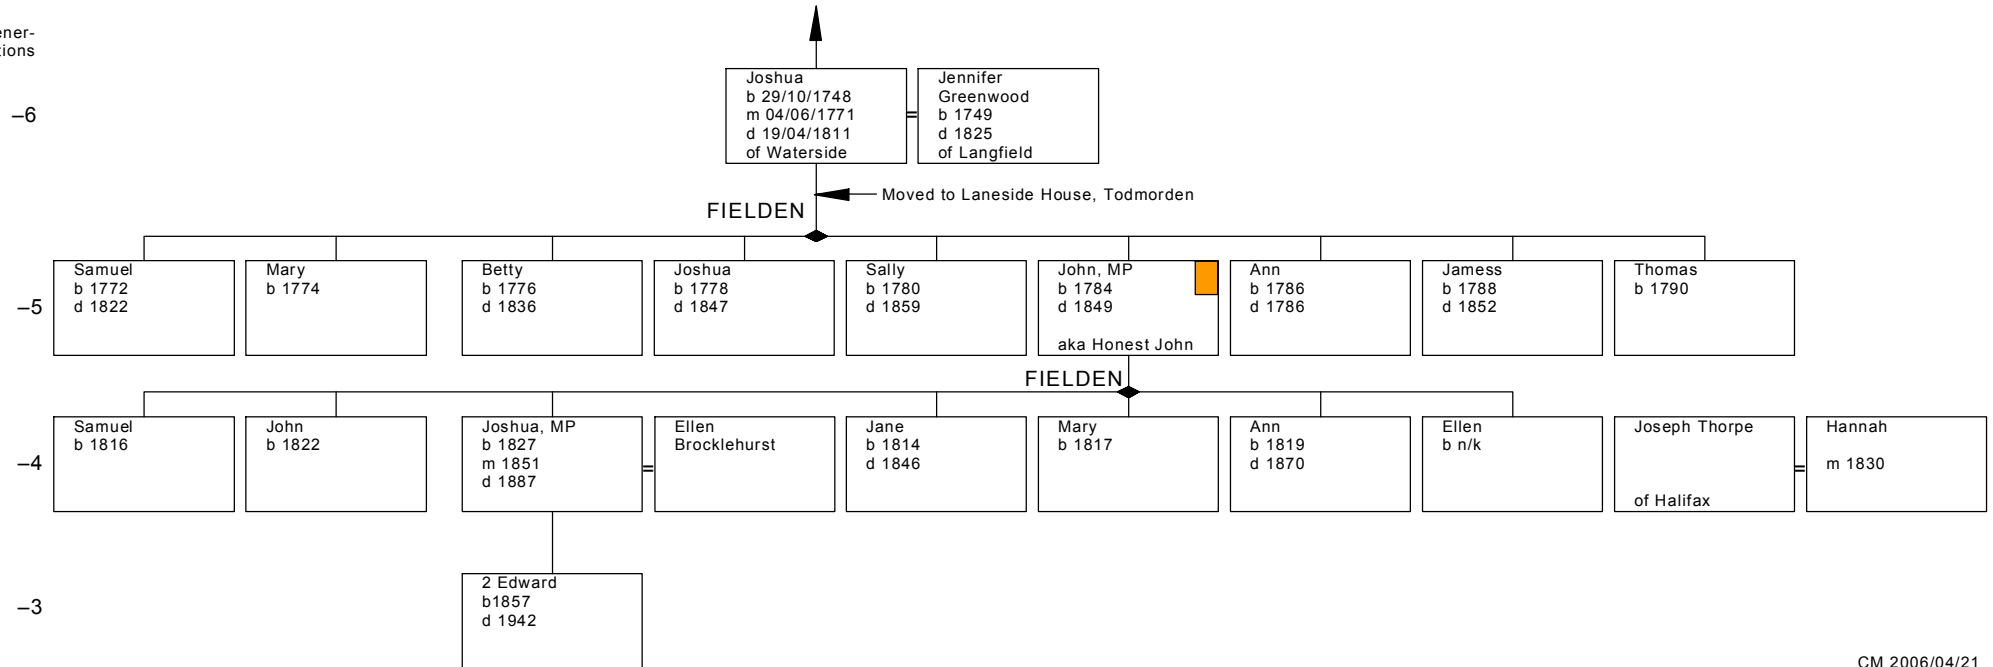 ener-
tions
–6
Joshua
b 29/10/1748
m 04/06/1771
d 19/04/1811
of Waterside
=
Jennifer
Greenwood
b 1749
d 1825
of Langfield
Moved to Laneside House, Todmorden
FIELDEN
–5
Samuel
b 1772
d 1822
Mary
b 1774
Betty
b 1776
d 1836
Joshua
b 1778
d 1847
Sally
b 1780
d 1859
John, MP
b 1784
d 1849
aka Honest John
Ann
b 1786
d 1786
Jamess
b 1788
d 1852
Thomas
b 1790
FIELDEN
–4
Samuel
b 1816
John
b 1822
Joshua, MP
b 1827
m 1851
d 1887
=
Ellen
Brocklehurst
Jane
b 1814
d 1846
Mary
b 1817
Ann
b 1819
d 1870
Ellen
b n/k
Joseph Thorpe
of Halifax
=
Hannah
m 1830
–3
2 Edward
b1857
d 1942
CM 2006/04/21